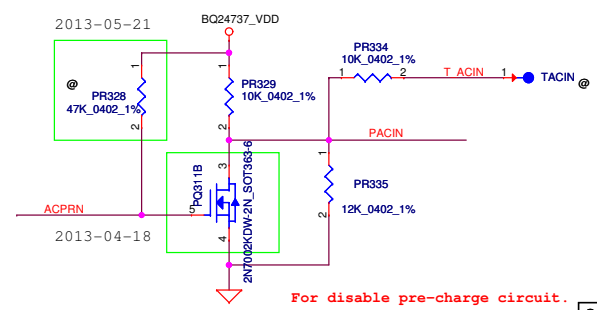 2013-05-21
BQ24737_VDD
PR334
10K_0402_1%
1
2
T_ACIN
1
TACIN
@
@
1
PR328
47K_0402_1%
2
1
PR329
10K_0402_1%
2
PACIN
1
PR335
12K_0402_1%
2
3
PQ311B
2N7002KDW-2N_SOT363-6
5
4
ACPRN
2013-04-18
For disable pre-charge circuit.